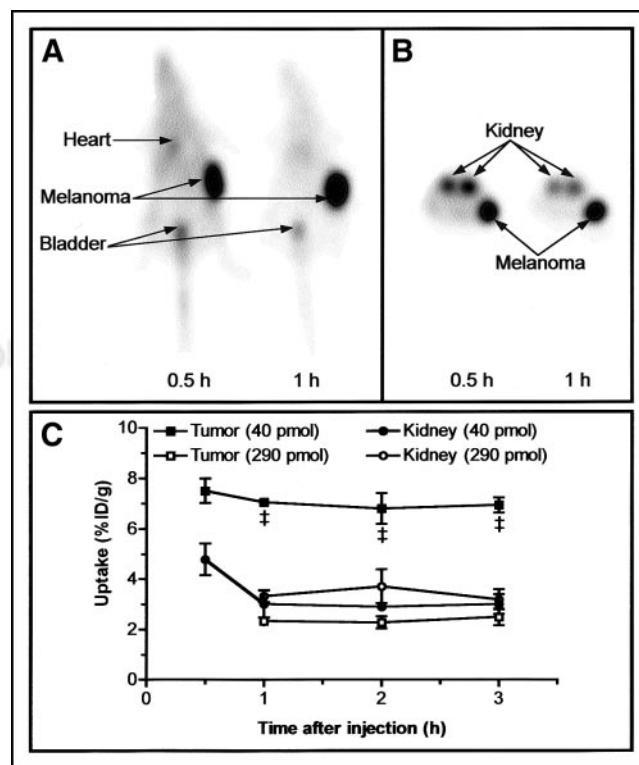 A
Heart
Melanoma
Bladder
0.5 h 1 h
B
Kidney
Melanoma
0.5 h 1 h
C
Tumor (40 pmol) Kidney (40 pmol)
Tumor (290 pmol) Kidney (290 pmol)
Uptake (%ID/g)
10
8
6
4
2
0
‡ ‡ ‡
0 1 2 3
Time after injection (h)